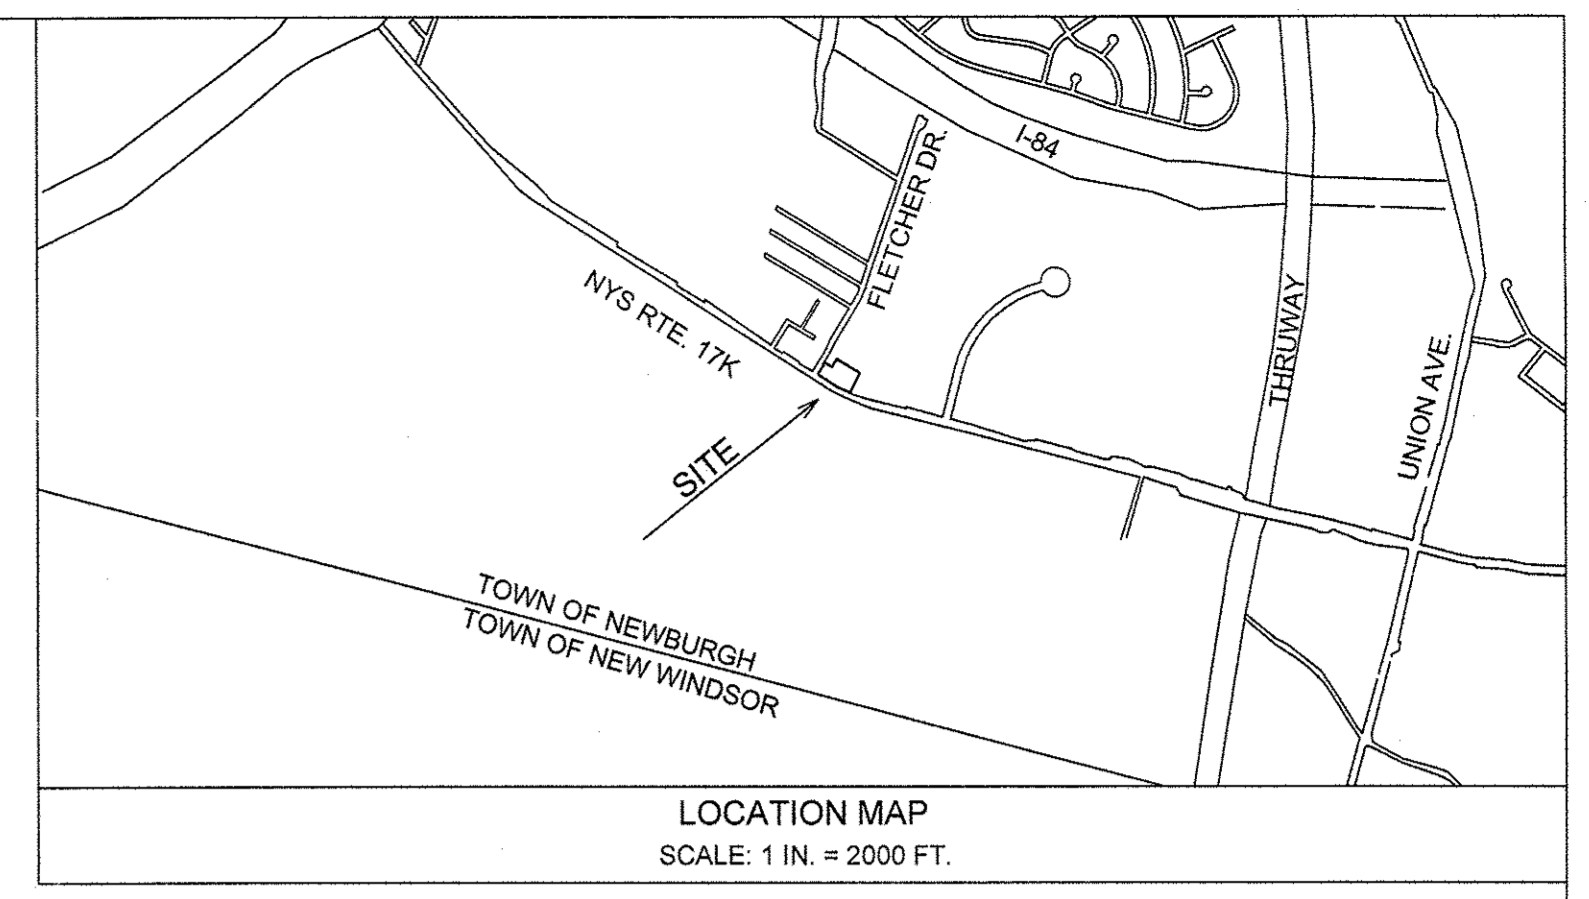 I-84
FLETCHER DR.
NYS RTE. 17K
THRUWAY
UNION AVE.
SITE
TOWN OF NEWBURGH
TOWN OF NEW WINDSOR
LOCATION MAP
SCALE: 1 IN. = 2000 FT.